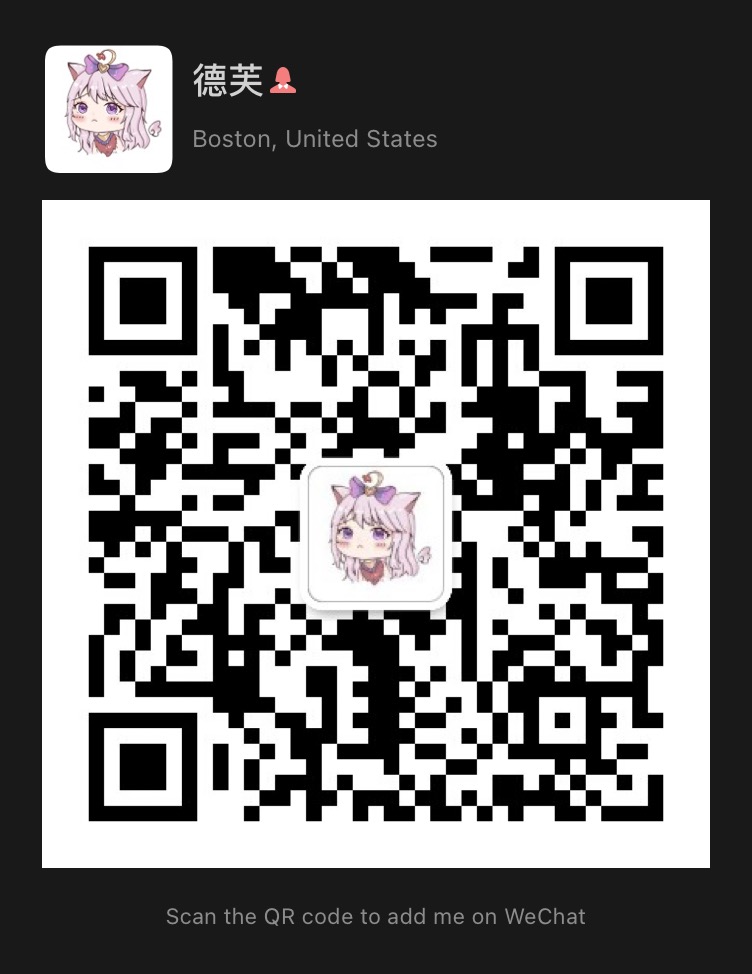 德芙
Boston, United States
Scan the QR code to add me on WeChat